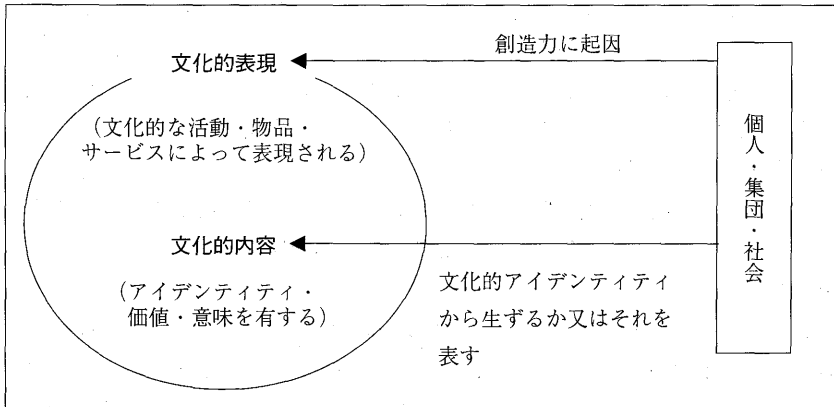 創造力に起因
文化的表現
(文化的な活動・物品・
サービスによって表現される)
文化的内容
(アイデンティティ・
価値・意味を有する)
文化的アイデンティティ
から生ずるか又はそれを
表す
個人・集団・社会